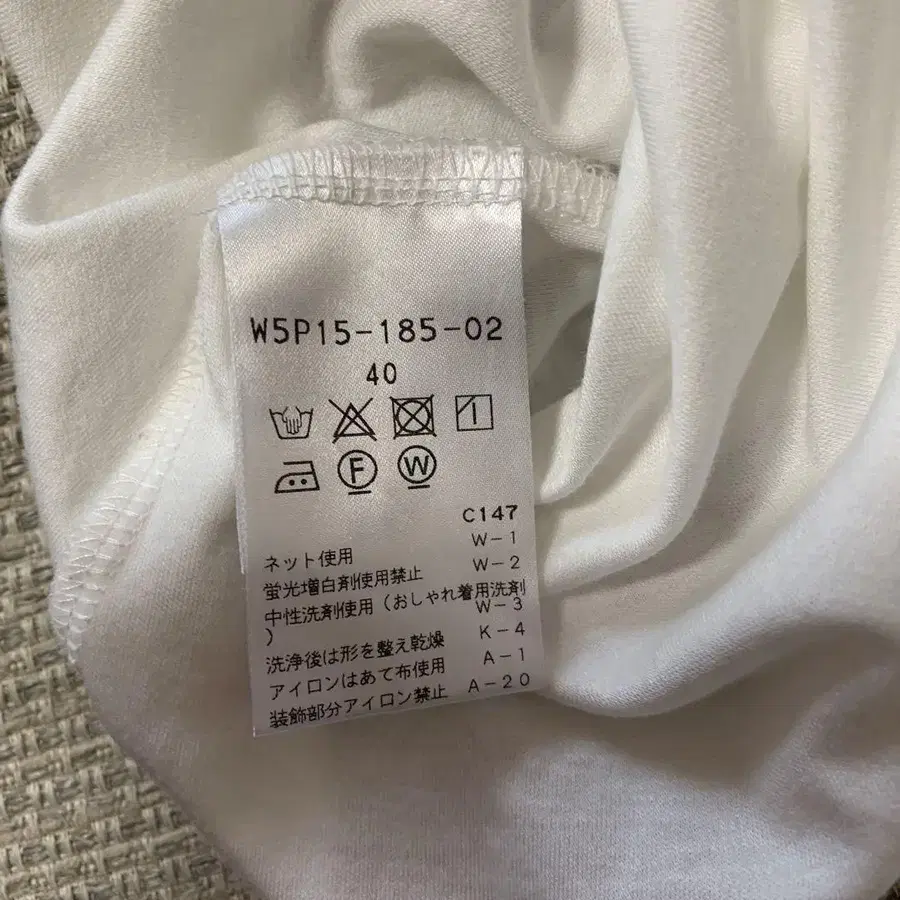 W5P15-185-02
40
F W
C147
ネット使用 W-1
蛍光増白剤使用禁止 W-2
中性洗剤使用（おしゃれ着用洗剤
） W-3
洗浄後は形を整え乾燥 K-4
アイロンはあて布使用 A-1
装飾部分アイロン禁止 A-20